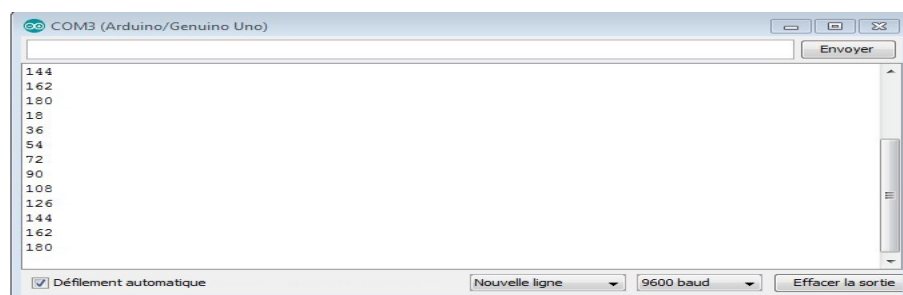 COM3 (Arduino/Genuino Uno)
Envoyer
144
162
180
18
36
54
72
90
108
126
144
162
180
Défilement automatique
Nouvelle ligne
9600 baud
Effacer la sortie